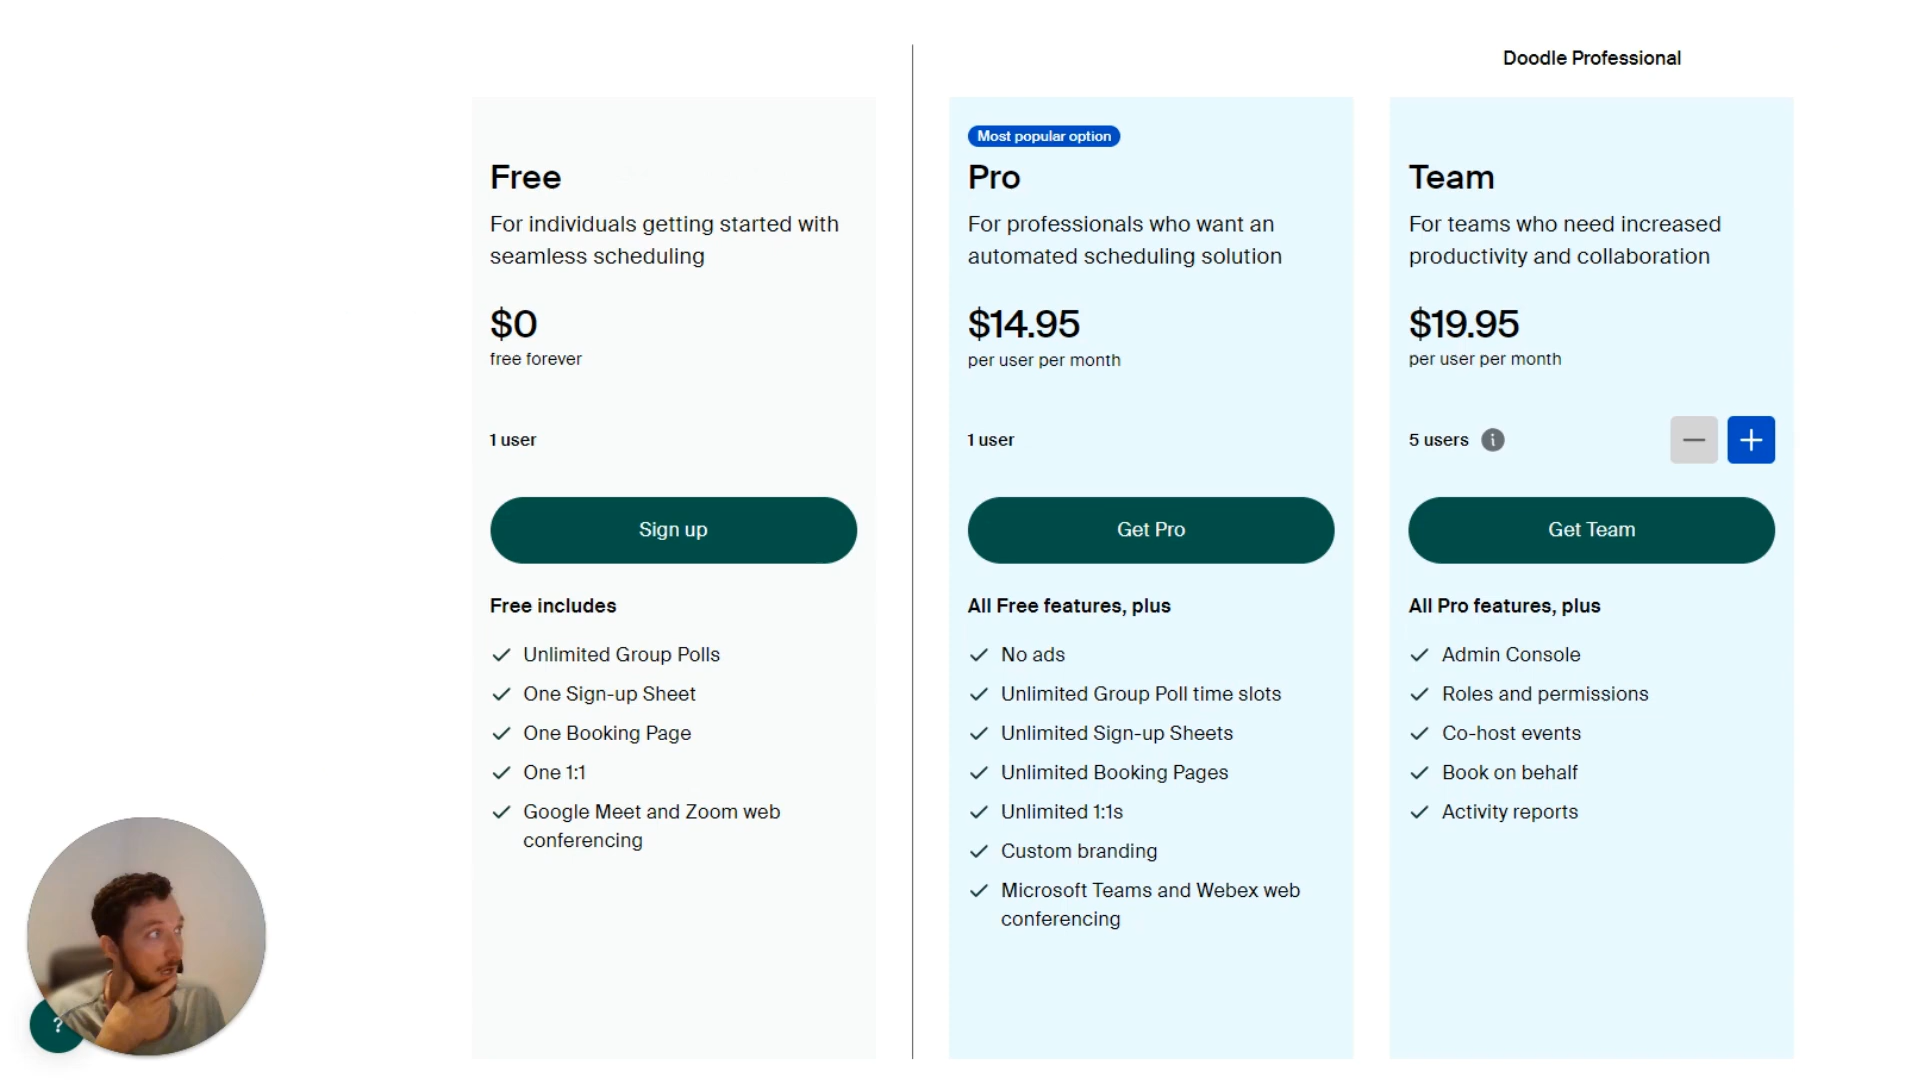 Doodle Professional
Free
For individuals getting started with
seamless scheduling
$0
free forever
1 user
Sign up
Free includes
Unlimited Group Polls
One Sign-up Sheet
One Booking Page
One 1:1
Google Meet and Zoom web
conferencing
Most popular option
Pro
For professionals who want an
automated scheduling solution
$14.95
per user per month
1 user
Get Pro
All Free features, plus
No ads
Unlimited Group Poll time slots
Unlimited Sign-up Sheets
Unlimited Booking Pages
Unlimited 1:1s
Custom branding
Microsoft Teams and Webex web
conferencing
Team
For teams who need increased
productivity and collaboration
$19.95
per user per month
5 users
Get Team
All Pro features, plus
Admin Console
Roles and permissions
Co-host events
Book on behalf
Activity reports
?